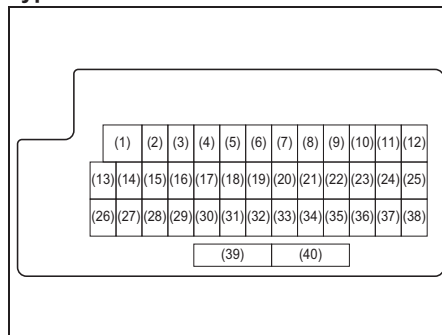 (1) (2) (3) (4) (5) (6) (7) (8) (9) (10) (11) (12)
(13) (14) (15) (16) (17) (18) (19) (20) (21) (22) (23) (24) (25)
(26) (27) (28) (29) (30) (31) (32) (33) (34) (35) (36) (37) (38)
(39) (40)